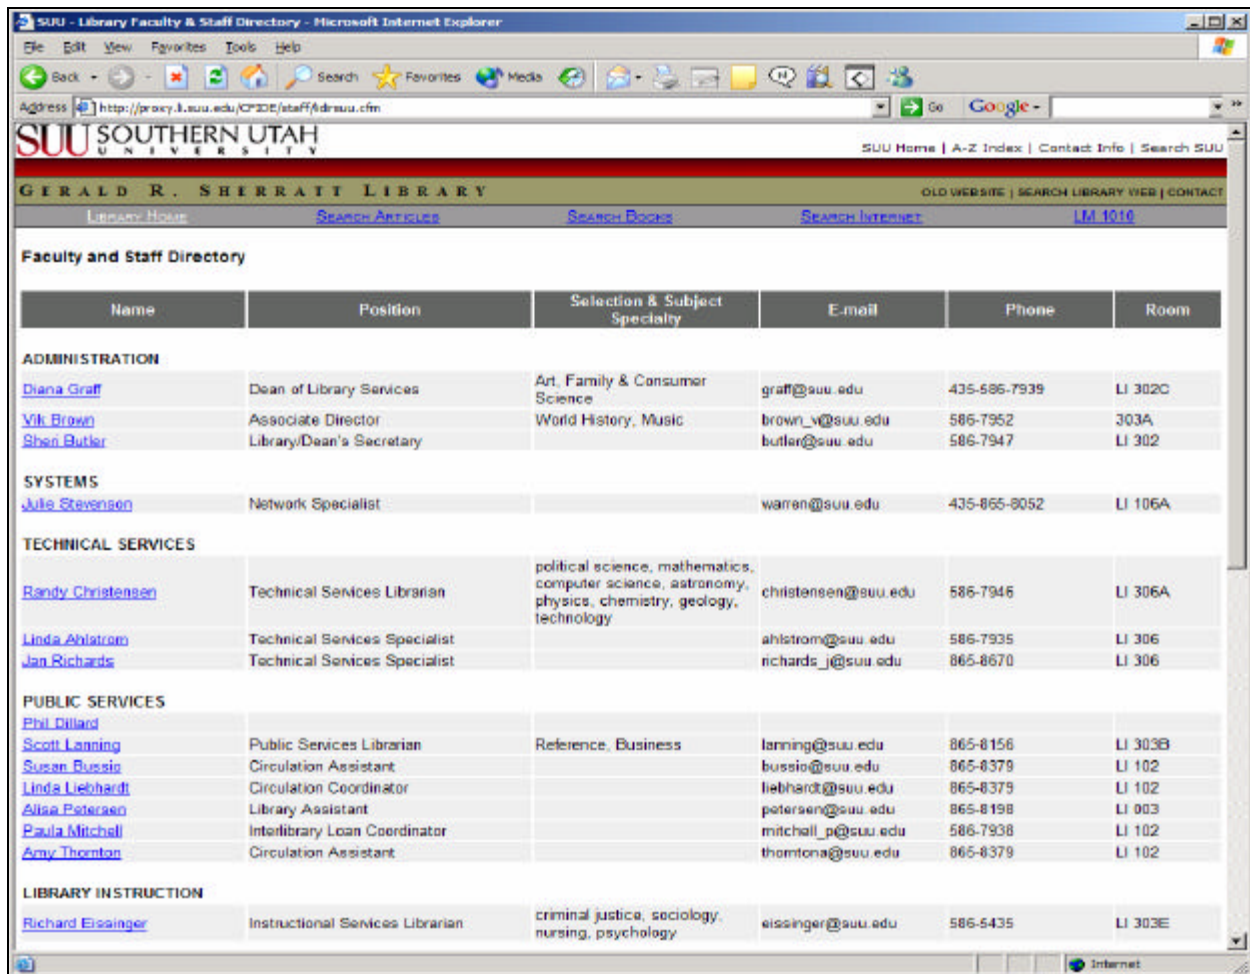 SUU - Library Faculty & Staff Directory - Microsoft Internet Explorer
File Edit View Favorites Tools Help
Back Search Favorites Media
Address http://proxy.li.suu.edu/CFIDE/staff/ldirsuu.cfm Go Google
SUU SOUTHERN UTAH
UNIVERSITY
SUU Home | A-Z Index | Contact Info | Search SUU
GERALD R. SHERRATT LIBRARY OLD WEBSITE | SEARCH LIBRARY WEB | CONTACT
LIBRARY HOME SEARCH ARTICLES SEARCH BOOKS SEARCH INTERNET LM 1010
Faculty and Staff Directory
Name Position Selection & Subject Specialty E-mail Phone Room
ADMINISTRATION
Diana Graff Dean of Library Services Art, Family & Consumer Science graff@suu.edu 435-586-7939 LI 302C
Vik Brown Associate Director World History, Music brown_v@suu.edu 586-7952 303A
Sheri Butler Library/Dean's Secretary butler@suu.edu 586-7947 LI 302
SYSTEMS
Julie Stevenson Network Specialist warren@suu.edu 435-865-8052 LI 106A
TECHNICAL SERVICES
Randy Christensen Technical Services Librarian political science, mathematics, computer science, astronomy, physics, chemistry, geology, technology christensen@suu.edu 586-7946 LI 306A
Linda Ahlstrom Technical Services Specialist ahlstrom@suu.edu 586-7935 LI 306
Jan Richards Technical Services Specialist richards_j@suu.edu 865-8670 LI 306
PUBLIC SERVICES
Phil Dillard
Scott Lanning Public Services Librarian Reference, Business lanning@suu.edu 865-8156 LI 303B
Susan Bussio Circulation Assistant bussio@suu.edu 865-8379 LI 102
Linda Liebhardt Circulation Coordinator liebhardt@suu.edu 865-8379 LI 102
Alisa Petersen Library Assistant petersen@suu.edu 865-8198 LI 003
Paula Mitchell Interlibrary Loan Coordinator mitchell_p@suu.edu 586-7938 LI 102
Amy Thornton Circulation Assistant thorntona@suu.edu 865-8379 LI 102
LIBRARY INSTRUCTION
Richard Eissinger Instructional Services Librarian criminal justice, sociology, nursing, psychology eissinger@suu.edu 586-5435 LI 303E
Internet